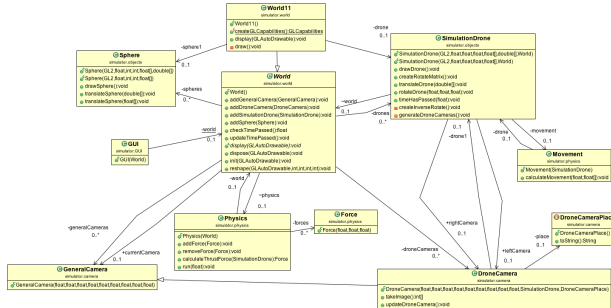 World11
simulator.world
World11()
createGLCapabilities():GLCapabilities
display(GLAutoDrawable):void
draw():void
-sphere1
0..1
-drone
0..1
Sphere
simulator.objects
Sphere(GL2,float,int,int,float[],double[])
Sphere(GL2,float,int,int,float[])
drawSphere():void
translateSphere(double[]):void
translateSphere(float[]):void
-spheres
0..*
SimulationDrone
simulator.objects
SimulationDrone(GL2,float,float,float,float[],double[],World)
SimulationDrone(GL2,float,float,float,float[],World)
drawDrone():void
createRotateMatrix():void
translateDrone(double[]):void
rotateDrone(float,float,float):void
timeHasPassed(float):void
createInverseRotate():void
generateDroneCameras():void
World
simulator.world
World()
addGeneralCamera(GeneralCamera):void
addDroneCamera(DroneCamera):void
addSimulationDrone(SimulationDrone):void
addSphere(Sphere):void
checkTimePassed():float
updateTimePassed():void
display(GLAutoDrawable):void
dispose(GLAutoDrawable):void
init(GLAutoDrawable):void
reshape(GLAutoDrawable,int,int,int,int):void
-world
0..1
-drones
0..*
GUI
simulator.GUI
GUI(World)
-world
0..1
-drone
0..1
-drone1
0..1
-movement
0..1
Movement
simulator.physics
Movement(SimulationDrone)
calculateMovement(float,float[]):void
-world
0..1
-physics
0..1
Physics
simulator.physics
Physics(World)
addForce(Force):void
removeForce(Force):void
calculateThrustForce(SimulationDrone):Force
run(float):void
-forces
0..*
Force
simulator.physics
Force(float,float,float)
DroneCameraPlace
simulator.camera
DroneCameraPlace()
toString():String
-place
0..1
-generalCameras
0..*
+currentCamera
0..1
-droneCameras
0..*
+rightCamera
0..1
+leftCamera
0..1
GeneralCamera
simulator.camera
GeneralCamera(float,float,float,float,float,float,float,float,float)
DroneCamera
simulator.camera
DroneCamera(float,float,float,float,float,float,float,float,float,SimulationDrone,DroneCameraPlace)
takeImage():int[]
updateDroneCamera():void